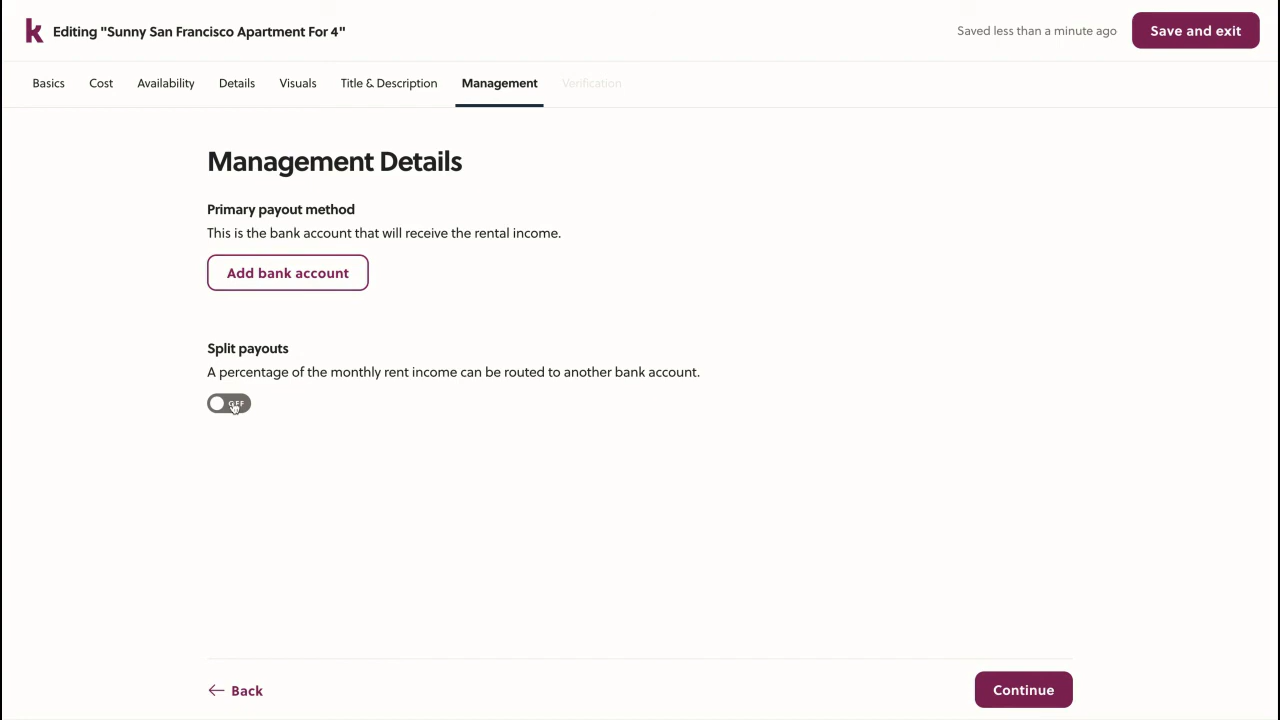 k Editing "Sunny San Francisco Apartment For 4"
Saved less than a minute ago
Save and exit
Basics Cost Availability Details Visuals Title & Description Management Verification
Management Details
Primary payout method
This is the bank account that will receive the rental income.
Add bank account
Split payouts
A percentage of the monthly rent income can be routed to another bank account.
OFF
← Back
Continue